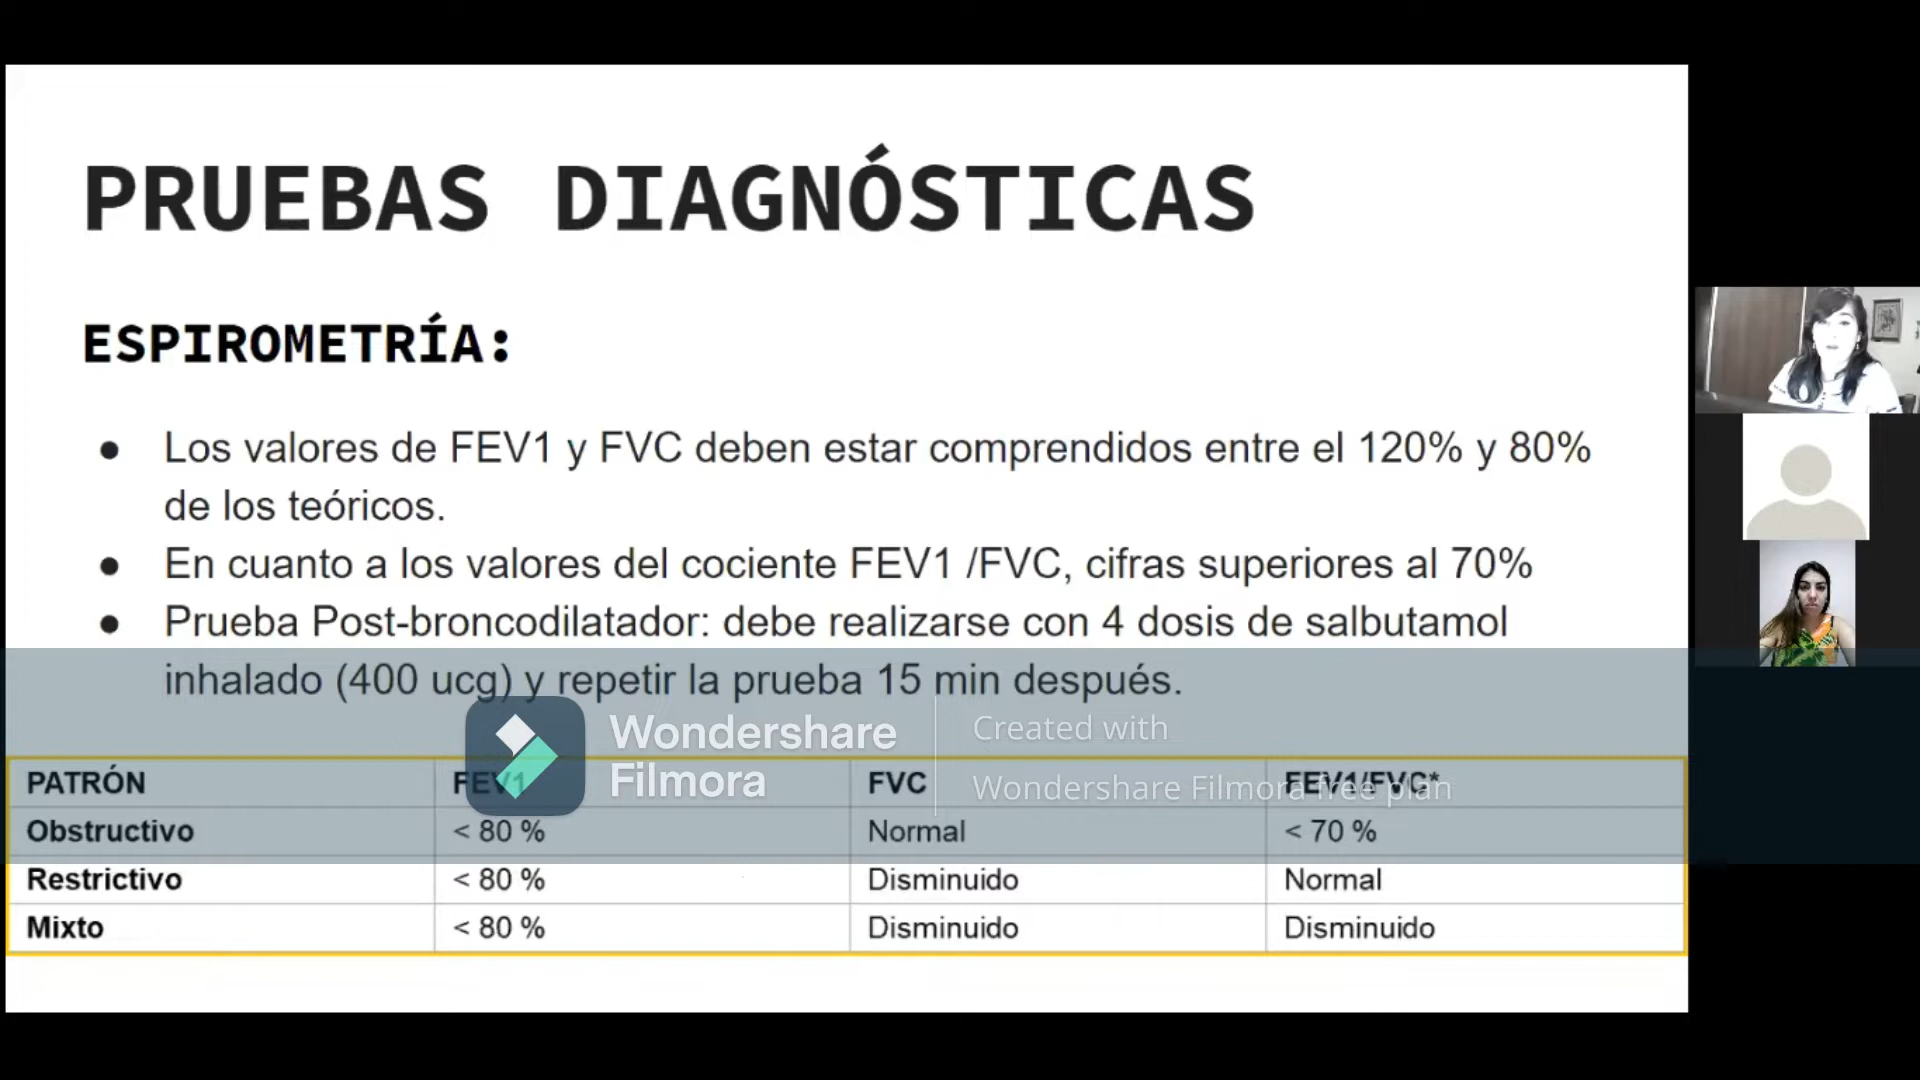 PRUEBAS DIAGNÓSTICAS
ESPIROMETRÍA:
● Los valores de FEV1 y FVC deben estar comprendidos entre el 120% y 80%
de los teóricos.
● En cuanto a los valores del cociente FEV1 /FVC, cifras superiores al 70%
● Prueba Post-broncodilatador: debe realizarse con 4 dosis de salbutamol
inhalado (400 ucg) y repetir la prueba 15 min después.
Wondershare
Filmora
Created with
Wondershare Filmora free plan
PATRÓN FEV1 FVC FEV1/FVC*
Obstructivo < 80 % Normal < 70 %
Restrictivo < 80 % Disminuido Normal
Mixto < 80 % Disminuido Disminuido